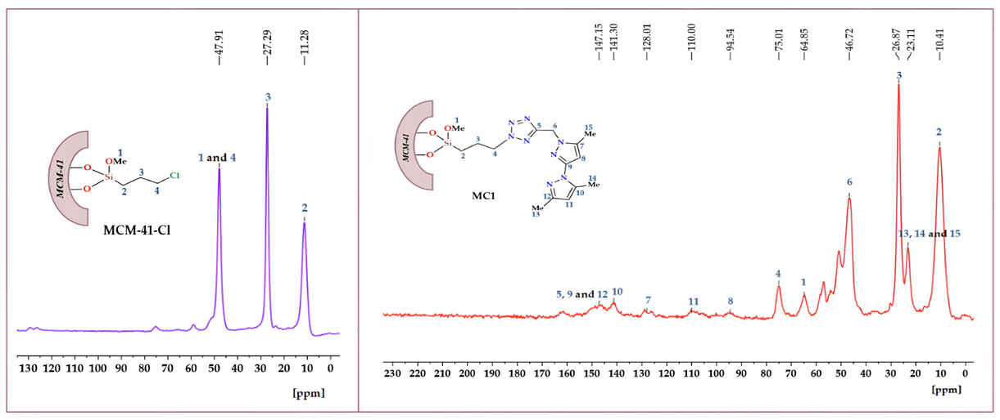 47.91
27.29
11.28
3
1 and 4
2
MCM-41
1
OMe
O
Si
O
3
Cl
2
4
MCM-41-Cl
130 120 110 100 90 80 70 60 50 40 30 20 10 0
[ppm]
147.15
141.30
128.01
110.00
94.54
75.01
64.85
46.72
26.87
23.11
10.41
3
2
6
13, 14 and 15
4
1
5, 9 and 12
10
7
11
8
MCM-41
1
OMe
O
Si
O
3
2
4
N N
N N
N
5
6
15
Me
N
7
N
8
9
N
14
Me
N
10
12
11
Me
13
MC1
230 220 210 200 190 180 170 160 150 140 130 120 110 100 90 80 70 60 50 40 30 20 10 0
[ppm]